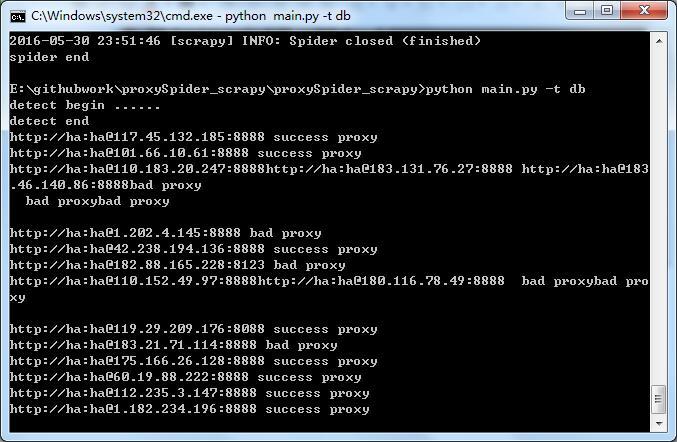 C:\Windows\system32\cmd.exe - python  main.py -t db
2016-05-30 23:51:46 [scrapy] INFO: Spider closed (finished)
spider end
E:\githubwork\proxySpider_scrapy\proxySpider_scrapy>python main.py -t db
detect begin ......
detect end
http://ha:ha@117.45.132.185:8888 success proxy
http://ha:ha@101.66.10.61:8888 success proxy
http://ha:ha@110.183.20.247:8888http://ha:ha@183.131.76.27:8888 http://ha:ha@183
.46.140.86:8888bad proxy
  bad proxybad proxy
http://ha:ha@1.202.4.145:8888 bad proxy
http://ha:ha@42.238.194.136:8888 success proxy
http://ha:ha@182.88.165.228:8123 bad proxy
http://ha:ha@110.152.49.97:8888http://ha:ha@180.116.78.49:8888  bad proxybad pro
xy
http://ha:ha@119.29.209.176:8088 success proxy
http://ha:ha@183.21.71.114:8888 bad proxy
http://ha:ha@175.166.26.128:8888 success proxy
http://ha:ha@60.19.88.222:8888 success proxy
http://ha:ha@112.235.3.147:8888 success proxy
http://ha:ha@1.182.234.196:8888 success proxy